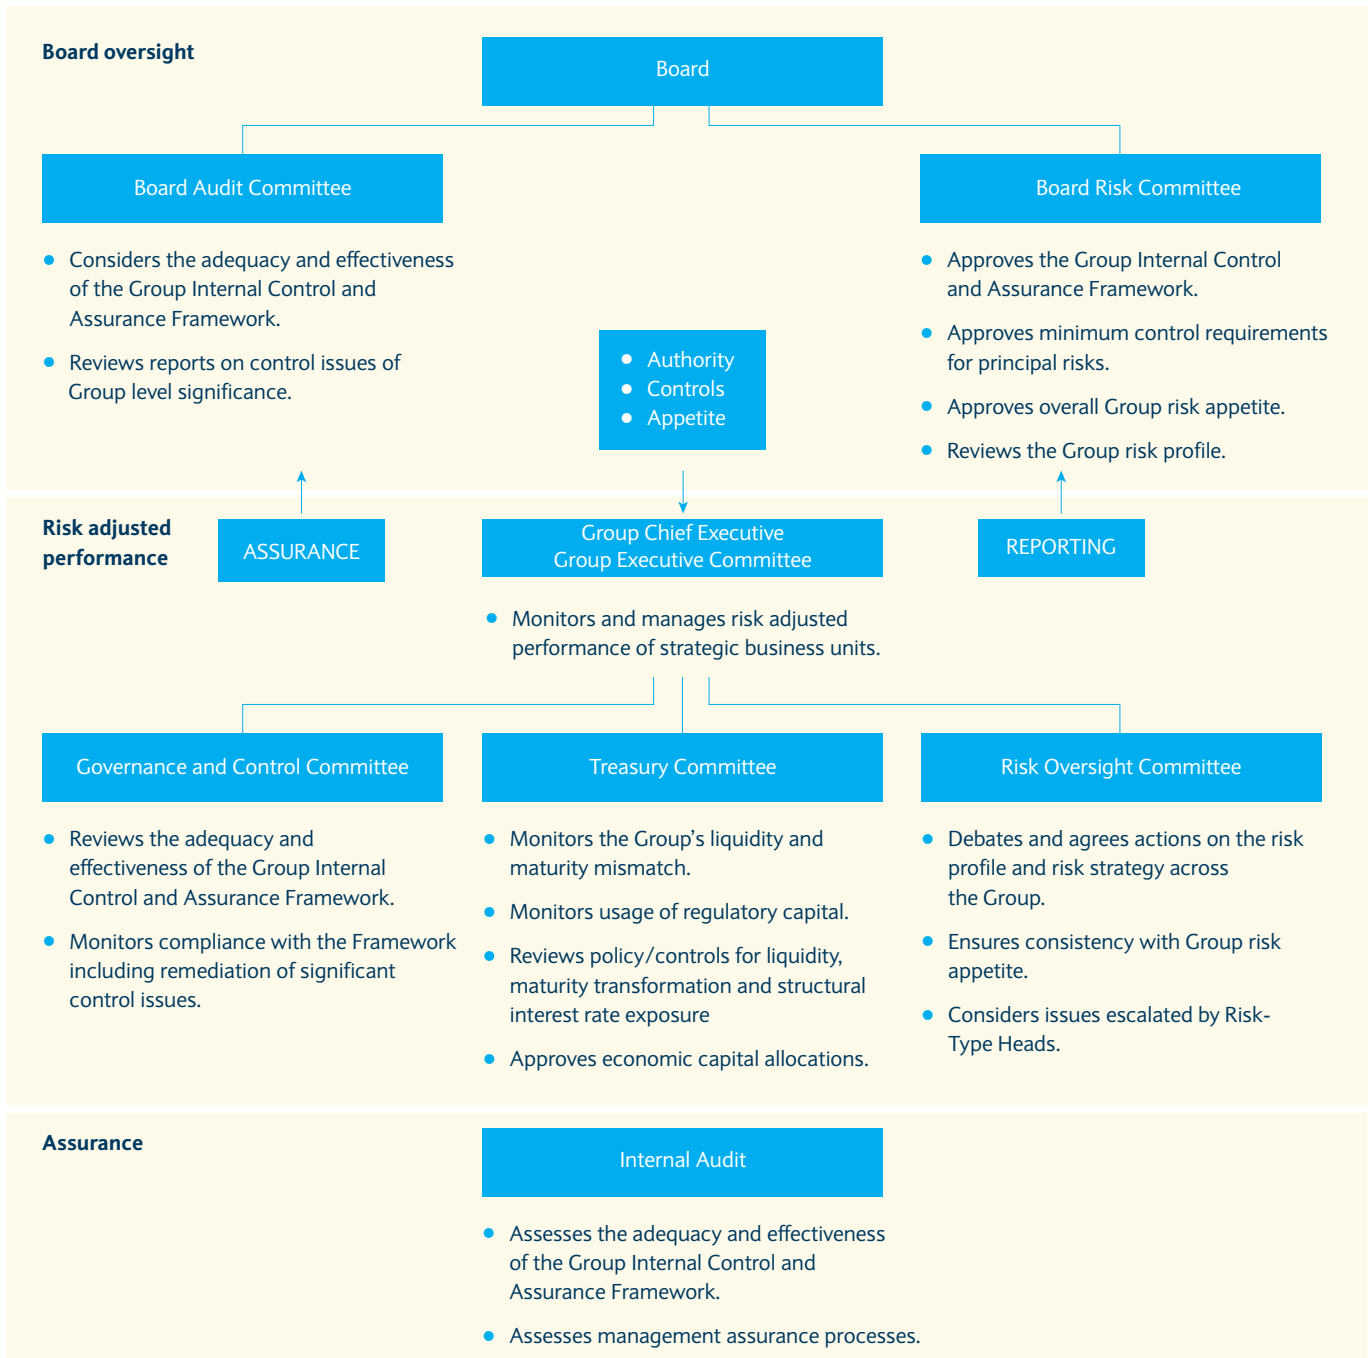 Board oversight
Board
Board Audit Committee
• Considers the adequacy and effectiveness
of the Group Internal Control and
Assurance Framework.
• Reviews reports on control issues of
Group level significance.
• Authority
• Controls
• Appetite
Board Risk Committee
• Approves the Group Internal Control
and Assurance Framework.
• Approves minimum control requirements
for principal risks.
• Approves overall Group risk appetite.
• Reviews the Group risk profile.
Risk adjusted
performance
ASSURANCE
Group Chief Executive
Group Executive Committee
REPORTING
• Monitors and manages risk adjusted
performance of strategic business units.
Governance and Control Committee
• Reviews the adequacy and
effectiveness of the Group Internal
Control and Assurance Framework.
• Monitors compliance with the Framework
including remediation of significant
control issues.
Treasury Committee
• Monitors the Group’s liquidity and
maturity mismatch.
• Monitors usage of regulatory capital.
• Reviews policy/controls for liquidity,
maturity transformation and structural
interest rate exposure
• Approves economic capital allocations.
Risk Oversight Committee
• Debates and agrees actions on the risk
profile and risk strategy across
the Group.
• Ensures consistency with Group risk
appetite.
• Considers issues escalated by Risk-
Type Heads.
Assurance
Internal Audit
• Assesses the adequacy and effectiveness
of the Group Internal Control and
Assurance Framework.
• Assesses management assurance processes.